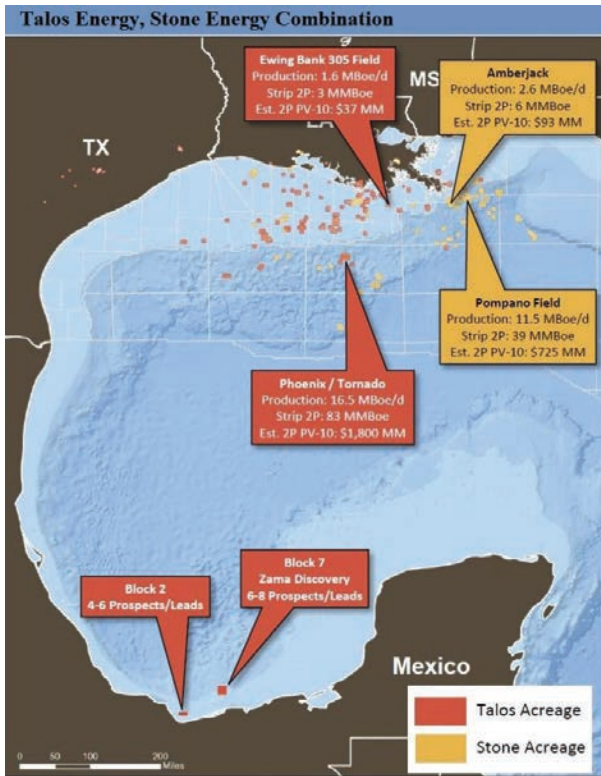 Talos Energy, Stone Energy Combination
Ewing Bank 305 Field
Production: 1.6 MBoe/d
Strip 2P: 3 MMBoe
Est. 2P PV-10: $37 MM
Amberjack
Production: 2.6 MBoe/d
Strip 2P: 6 MMBoe
Est. 2P PV-10: $93 MM
MS
LA
TX
Pompano Field
Production: 11.5 MBoe/d
Strip 2P: 39 MMBoe
Est. 2P PV-10: $725 MM
Phoenix / Tornado
Production: 16.5 MBoe/d
Strip 2P: 83 MMBoe
Est. 2P PV-10: $1,800 MM
Block 2
4-6 Prospects/Leads
Block 7
Zama Discovery
6-8 Prospects/Leads
Mexico
Talos Acreage
Stone Acreage
0 50 100 200
Miles